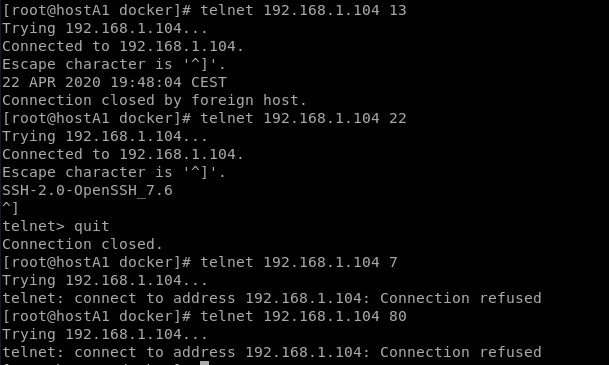 [root@hostA1 docker]# telnet 192.168.1.104 13
Trying 192.168.1.104...
Connected to 192.168.1.104.
Escape character is '^]'.
22 APR 2020 19:48:04 CEST
Connection closed by foreign host.
[root@hostA1 docker]# telnet 192.168.1.104 22
Trying 192.168.1.104...
Connected to 192.168.1.104.
Escape character is '^]'.
SSH-2.0-OpenSSH_7.6
^]
telnet> quit
Connection closed.
[root@hostA1 docker]# telnet 192.168.1.104 7
Trying 192.168.1.104...
telnet: connect to address 192.168.1.104: Connection refused
[root@hostA1 docker]# telnet 192.168.1.104 80
Trying 192.168.1.104...
telnet: connect to address 192.168.1.104: Connection refused